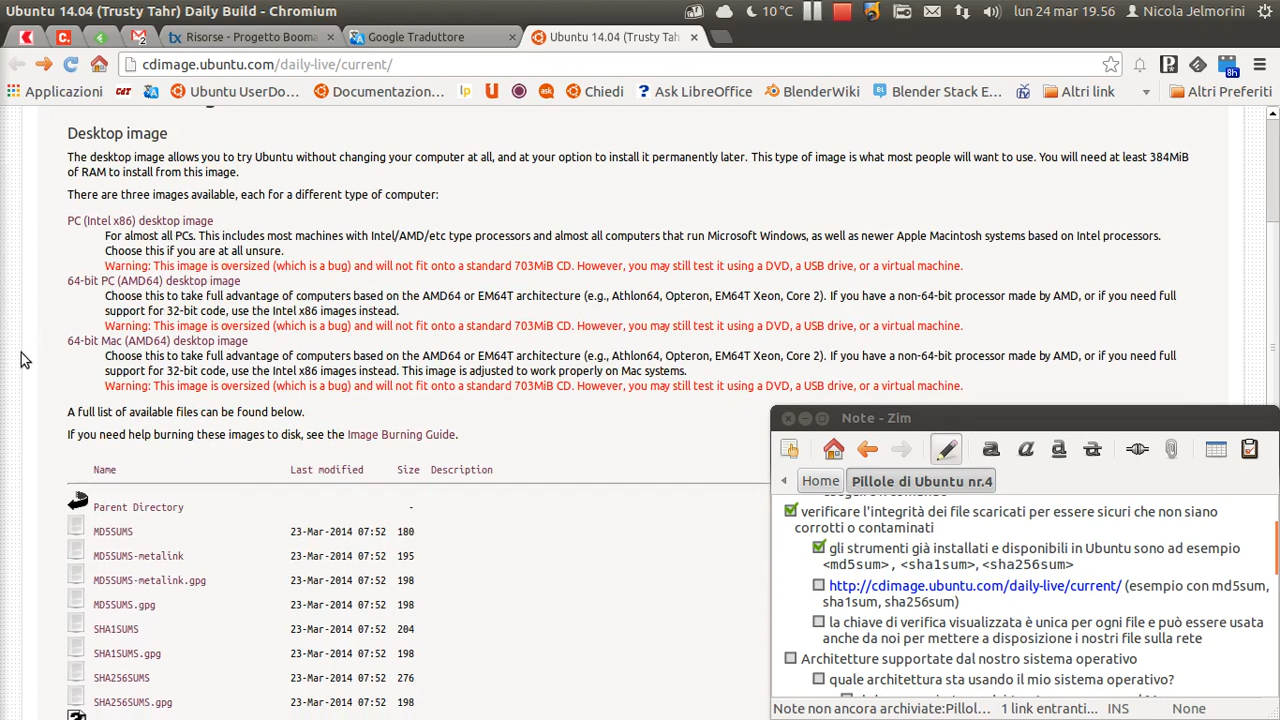 Ubuntu 14.04 (Trusty Tahr) Daily Build - Chromium
10 °C
lun 24 mar 19.56
Nicola Jelmorini
2
Risorse - Progetto Booma
Google Traduttore
Ubuntu 14.04 (Trusty Tah
cdimage.ubuntu.com/daily-live/current/
8h
Applicazioni
Ubuntu UserDo...
Documentazion...
lp
ask
Chiedi
Ask LibreOffice
BlenderWiki
Blender Stack E...
Altri link
Altri Preferiti
Desktop image
The desktop image allows you to try Ubuntu without changing your computer at all, and at your option to install it permanently later. This type of image is what most people will want to use. You will need at least 384MiB
of RAM to install from this image.
There are three images available, each for a different type of computer:
PC (Intel x86) desktop image
For almost all PCs. This includes most machines with Intel/AMD/etc type processors and almost all computers that run Microsoft Windows, as well as newer Apple Macintosh systems based on Intel processors.
Choose this if you are at all unsure.
Warning: This image is oversized (which is a bug) and will not fit onto a standard 703MiB CD. However, you may still test it using a DVD, a USB drive, or a virtual machine.
64-bit PC (AMD64) desktop image
Choose this to take full advantage of computers based on the AMD64 or EM64T architecture (e.g., Athlon64, Opteron, EM64T Xeon, Core 2). If you have a non-64-bit processor made by AMD, or if you need full
support for 32-bit code, use the Intel x86 images instead.
Warning: This image is oversized (which is a bug) and will not fit onto a standard 703MiB CD. However, you may still test it using a DVD, a USB drive, or a virtual machine.
64-bit Mac (AMD64) desktop image
Choose this to take full advantage of computers based on the AMD64 or EM64T architecture (e.g., Athlon64, Opteron, EM64T Xeon, Core 2). If you have a non-64-bit processor made by AMD, or if you need full
support for 32-bit code, use the Intel x86 images instead. This image is adjusted to work properly on Mac systems.
Warning: This image is oversized (which is a bug) and will not fit onto a standard 703MiB CD. However, you may still test it using a DVD, a USB drive, or a virtual machine.
A full list of available files can be found below.
If you need help burning these images to disk, see the Image Burning Guide.
Name Last modified Size Description
Parent Directory -
MD5SUMS 23-Mar-2014 07:52 180
MD5SUMS-metalink 23-Mar-2014 07:52 195
MD5SUMS-metalink.gpg 23-Mar-2014 07:52 198
MD5SUMS.gpg 23-Mar-2014 07:52 198
SHA1SUMS 23-Mar-2014 07:52 204
SHA1SUMS.gpg 23-Mar-2014 07:52 198
SHA256SUMS 23-Mar-2014 07:52 276
SHA256SUMS.gpg 23-Mar-2014 07:52 198
Note - Zim
Home
Pillole di Ubuntu nr.4
verificare l'integrità dei file scaricati per essere sicuri che non siano
corrotti o contaminati
gli strumenti già installati e disponibili in Ubuntu sono ad esempio
<md5sum>, <sha1sum>, <sha256sum>
http://cdimage.ubuntu.com/daily-live/current/ (esempio con md5sum,
sha1sum, sha256sum)
la chiave di verifica visualizzata è unica per ogni file e può essere usata
anche da noi per mettere a disposizione i nostri file sulla rete
Architetture supportate dal nostro sistema operativo
quale architettura sta usando il mio sistema operativo?
Note non ancora archiviate:Pillol...
1 link entranti...
INS
None